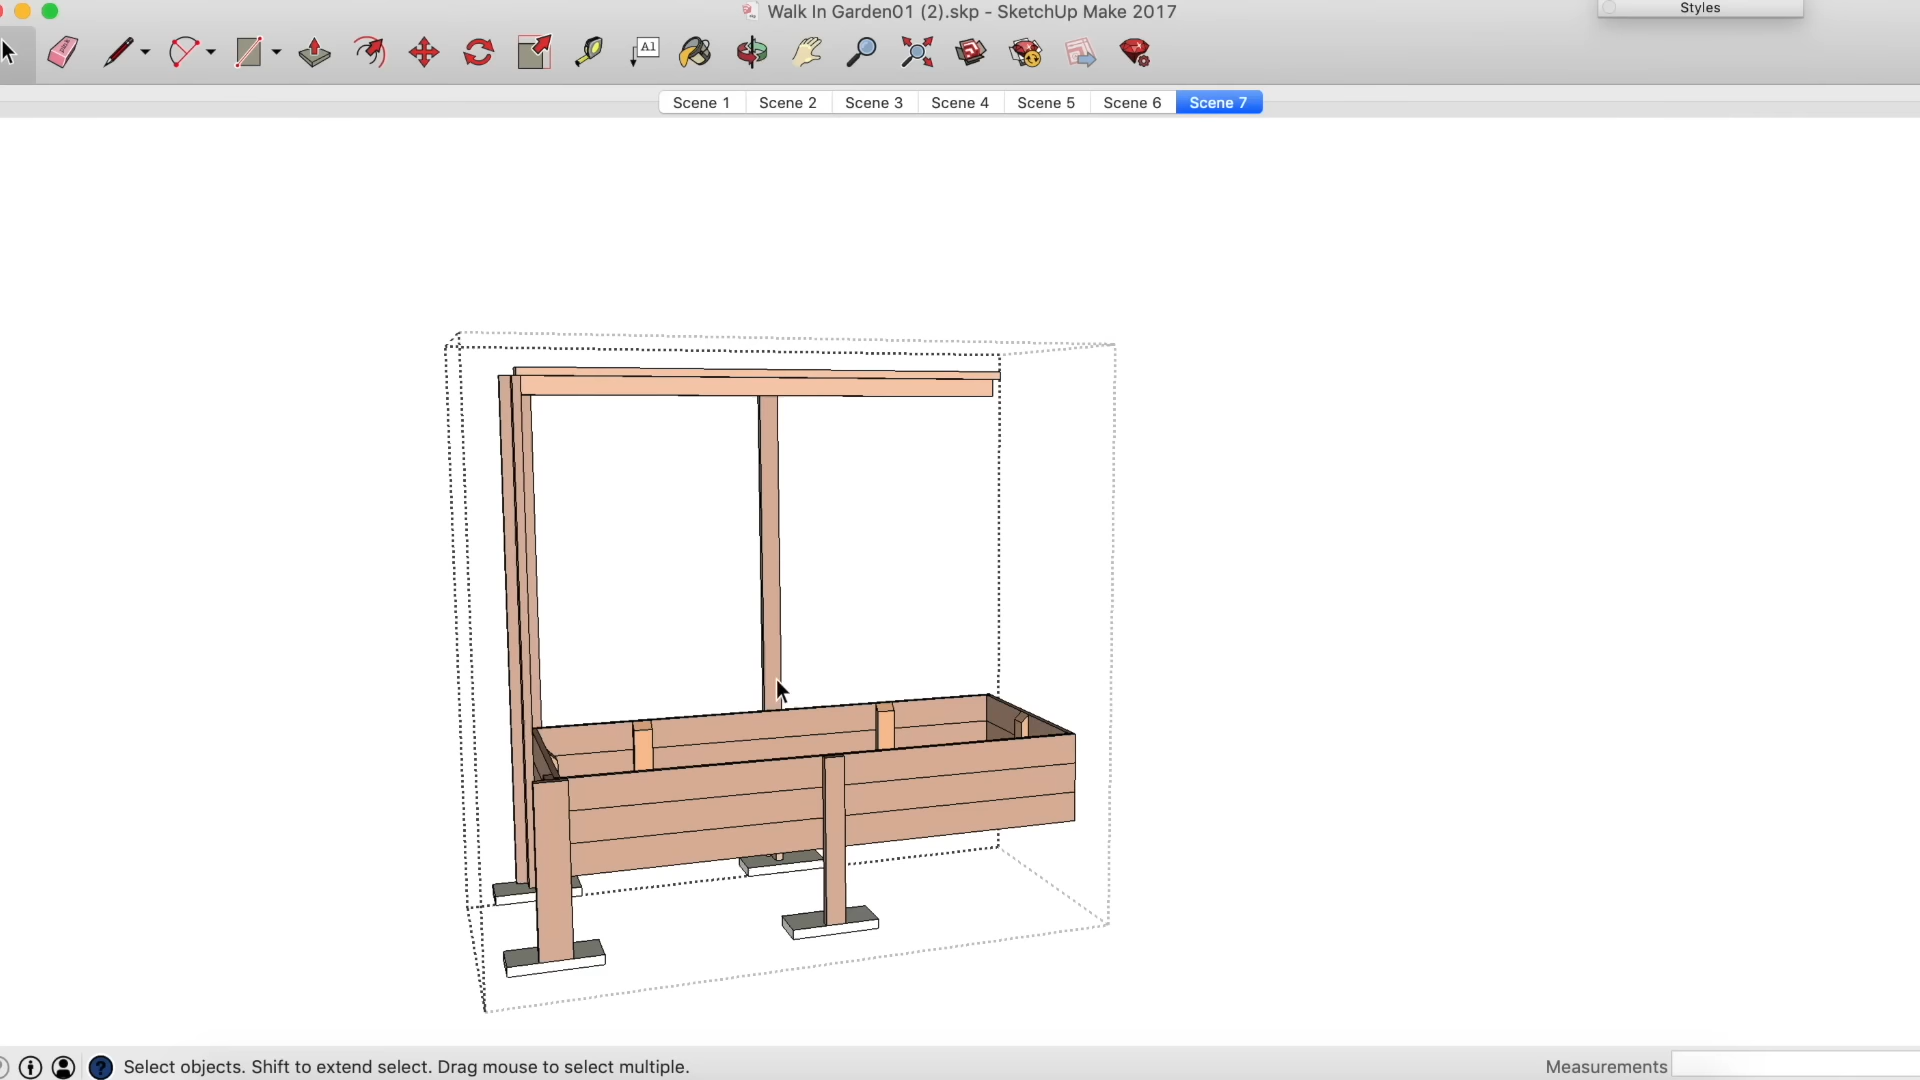 Walk In Garden01 (2).skp - SketchUp Make 2017
Styles
A1
Scene 1
Scene 2
Scene 3
Scene 4
Scene 5
Scene 6
Scene 7
Select objects. Shift to extend select. Drag mouse to select multiple.
Measurements